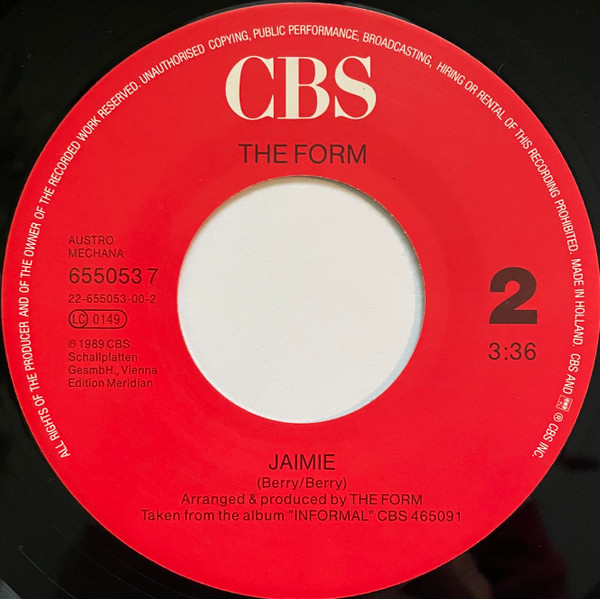 ALL RIGHTS OF THE PRODUCER AND OF THE OWNER OF THE RECORDED WORK RESERVED. UNAUTHORISED COPYING, PUBLIC PERFORMANCE, BROADCASTING, HIRING OR RENTAL OF THIS RECORDING PROHIBITED. MADE IN HOLLAND. CBS AND ® CBS INC.
CBS
THE FORM
AUSTRO
MECHANA
655053 7
22-655053-00-2
LC 0149
℗ 1989 CBS
Schallplatten
GesmbH., Vienna
Edition Meridian
2
3:36
JAIMIE
(Berry/Berry)
Arranged & produced by THE FORM
Taken from the album "INFORMAL" CBS 465091